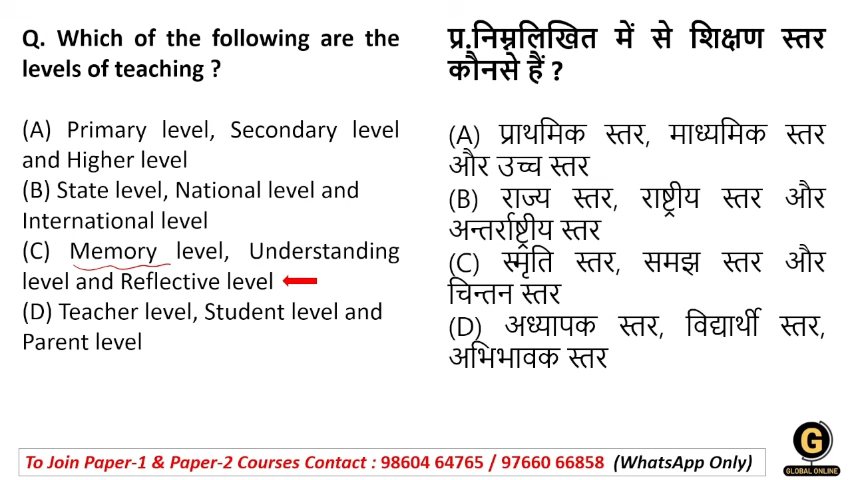 Q. Which of the following are the
levels of teaching ?
(A) Primary level, Secondary level
and Higher level
(B) State level, National level and
International level
(C) Memory level, Understanding
level and Reflective level
(D) Teacher level, Student level and
Parent level
प्र.निम्नलिखित में से शिक्षण स्तर
कौनसे हैं ?
(A) प्राथमिक स्तर, माध्यमिक स्तर
और उच्च स्तर
(B) राज्य स्तर, राष्ट्रीय स्तर और
अन्तर्राष्ट्रीय स्तर
(C) स्मृति स्तर, समझ स्तर और
चिन्तन स्तर
(D) अध्यापक स्तर, विद्यार्थी स्तर,
अभिभावक स्तर
To Join Paper-1 & Paper-2 Courses Contact : 98604 64765 / 97660 66858 (WhatsApp Only)
G
GLOBAL ONLINE